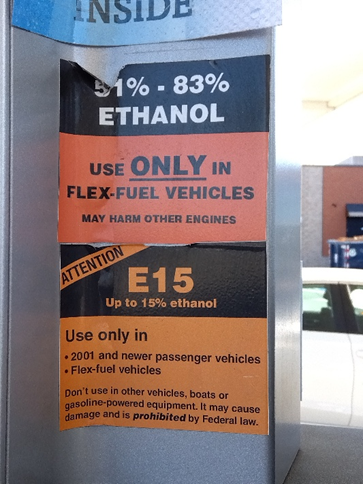 INSIDE
51% - 83%
ETHANOL
USE ONLY IN
FLEX-FUEL VEHICLES
MAY HARM OTHER ENGINES
ATTENTION
E15
Up to 15% ethanol
Use only in
• 2001 and newer passenger vehicles
• Flex-fuel vehicles
Don't use in other vehicles, boats or
gasoline-powered equipment. It may cause
damage and is prohibited by Federal law.